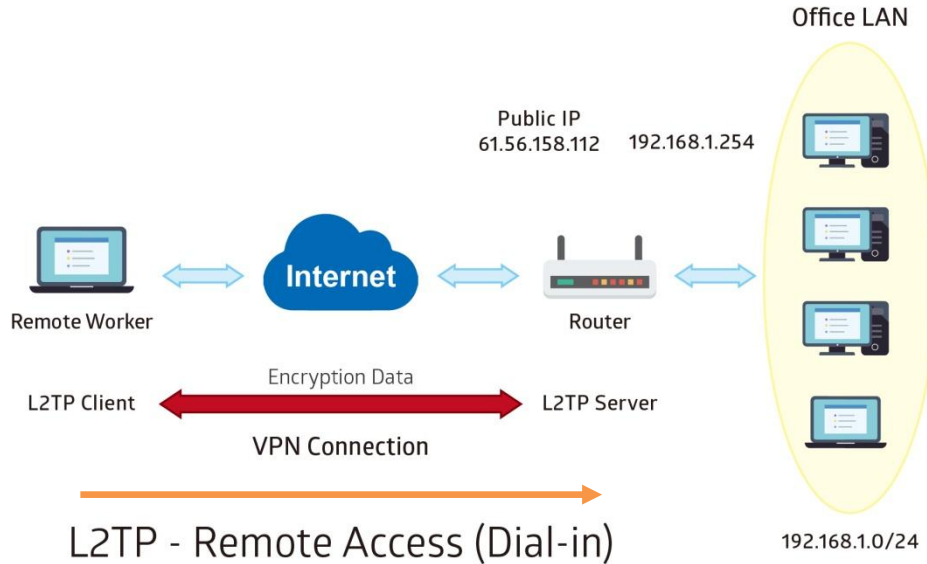 Office LAN
Public IP
61.56.158.112
192.168.1.254
Internet
Remote Worker
Router
Encryption Data
L2TP Client
L2TP Server
VPN Connection
L2TP - Remote Access (Dial-in)
192.168.1.0/24